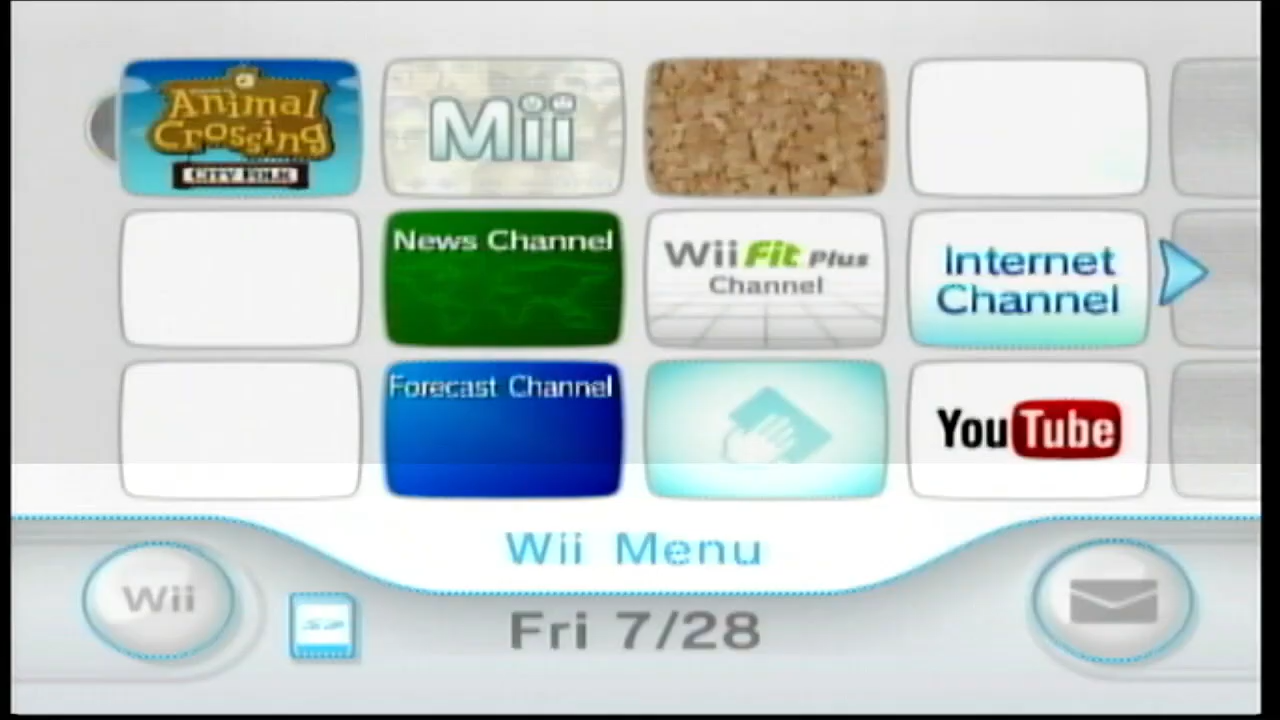 Animal
Crossing
CITY FOLK
Mii
News Channel
Wii Fit Plus
Channel
Internet
Channel
Forecast Channel
YouTube
Wii Menu
Wii
Fri 7/28